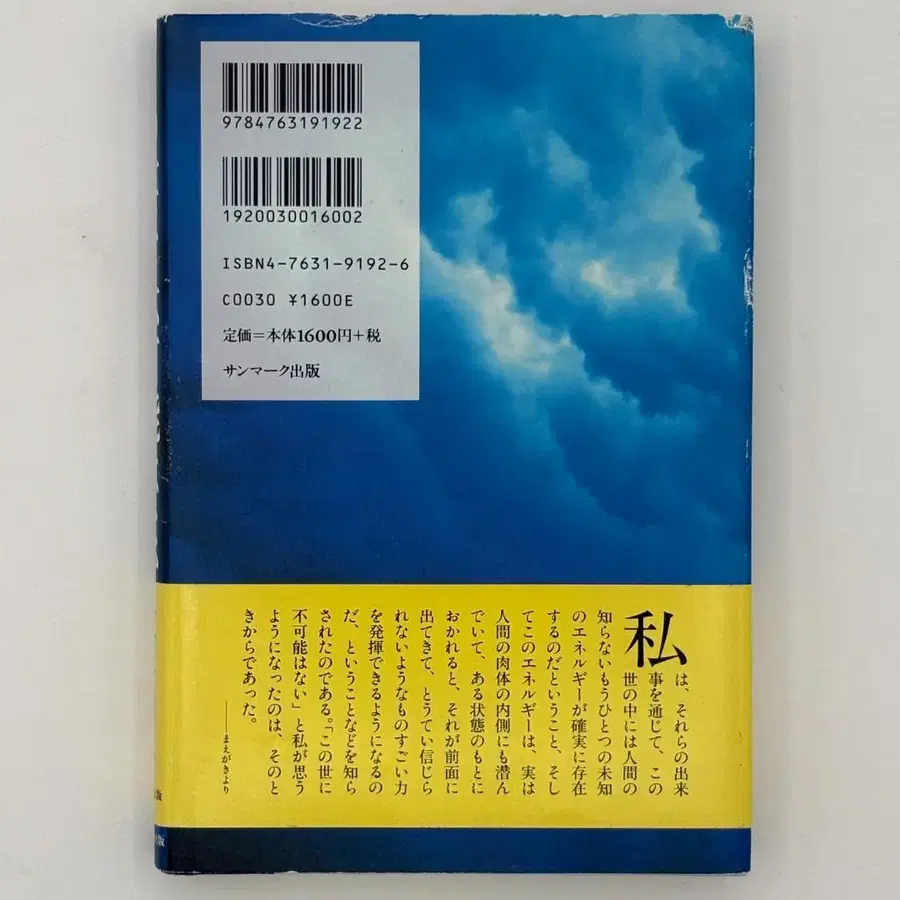 9784763191922
1920030016002
ISBN4-7631-9192-6
C0030 ¥1600E
定価=本体1600円+税
サンマーク出版
私は、それらの出来
事を通じて、この
世の中には人間の
知らないもうひとつの未知
のエネルギーが確実に存在
するのだということ、そし
てこのエネルギーは、実は
人間の肉体の内側にも潜ん
でいて、ある状態のもとに
おかれると、それが前面に
出てきて、とうてい信じら
れないようなものすごい力
を発揮できるようになるの
だ、ということなどを知ら
されたのである。「この世に
不可能はない」と私が思う
ようになったのは、そのと
きからであった。
──まえがきより